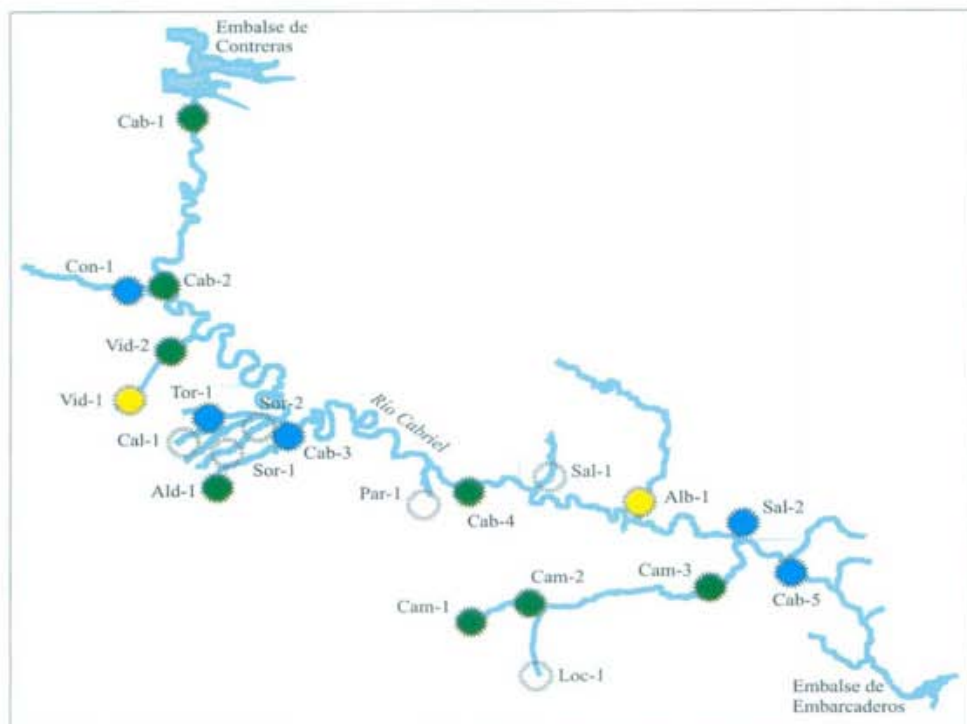 Embalse de
Contreras
Cab-1
Con-1
Cab-2
Vid-2
Vid-1
Tor-1
Sor-2
Cal-1
Cab-3
Sor-1
Ald-1
Río Cabriel
Par-1
Cab-4
Sal-1
Alb-1
Sal-2
Cam-3
Cab-5
Cam-2
Cam-1
Loc-1
Embalse de
Embarcaderos